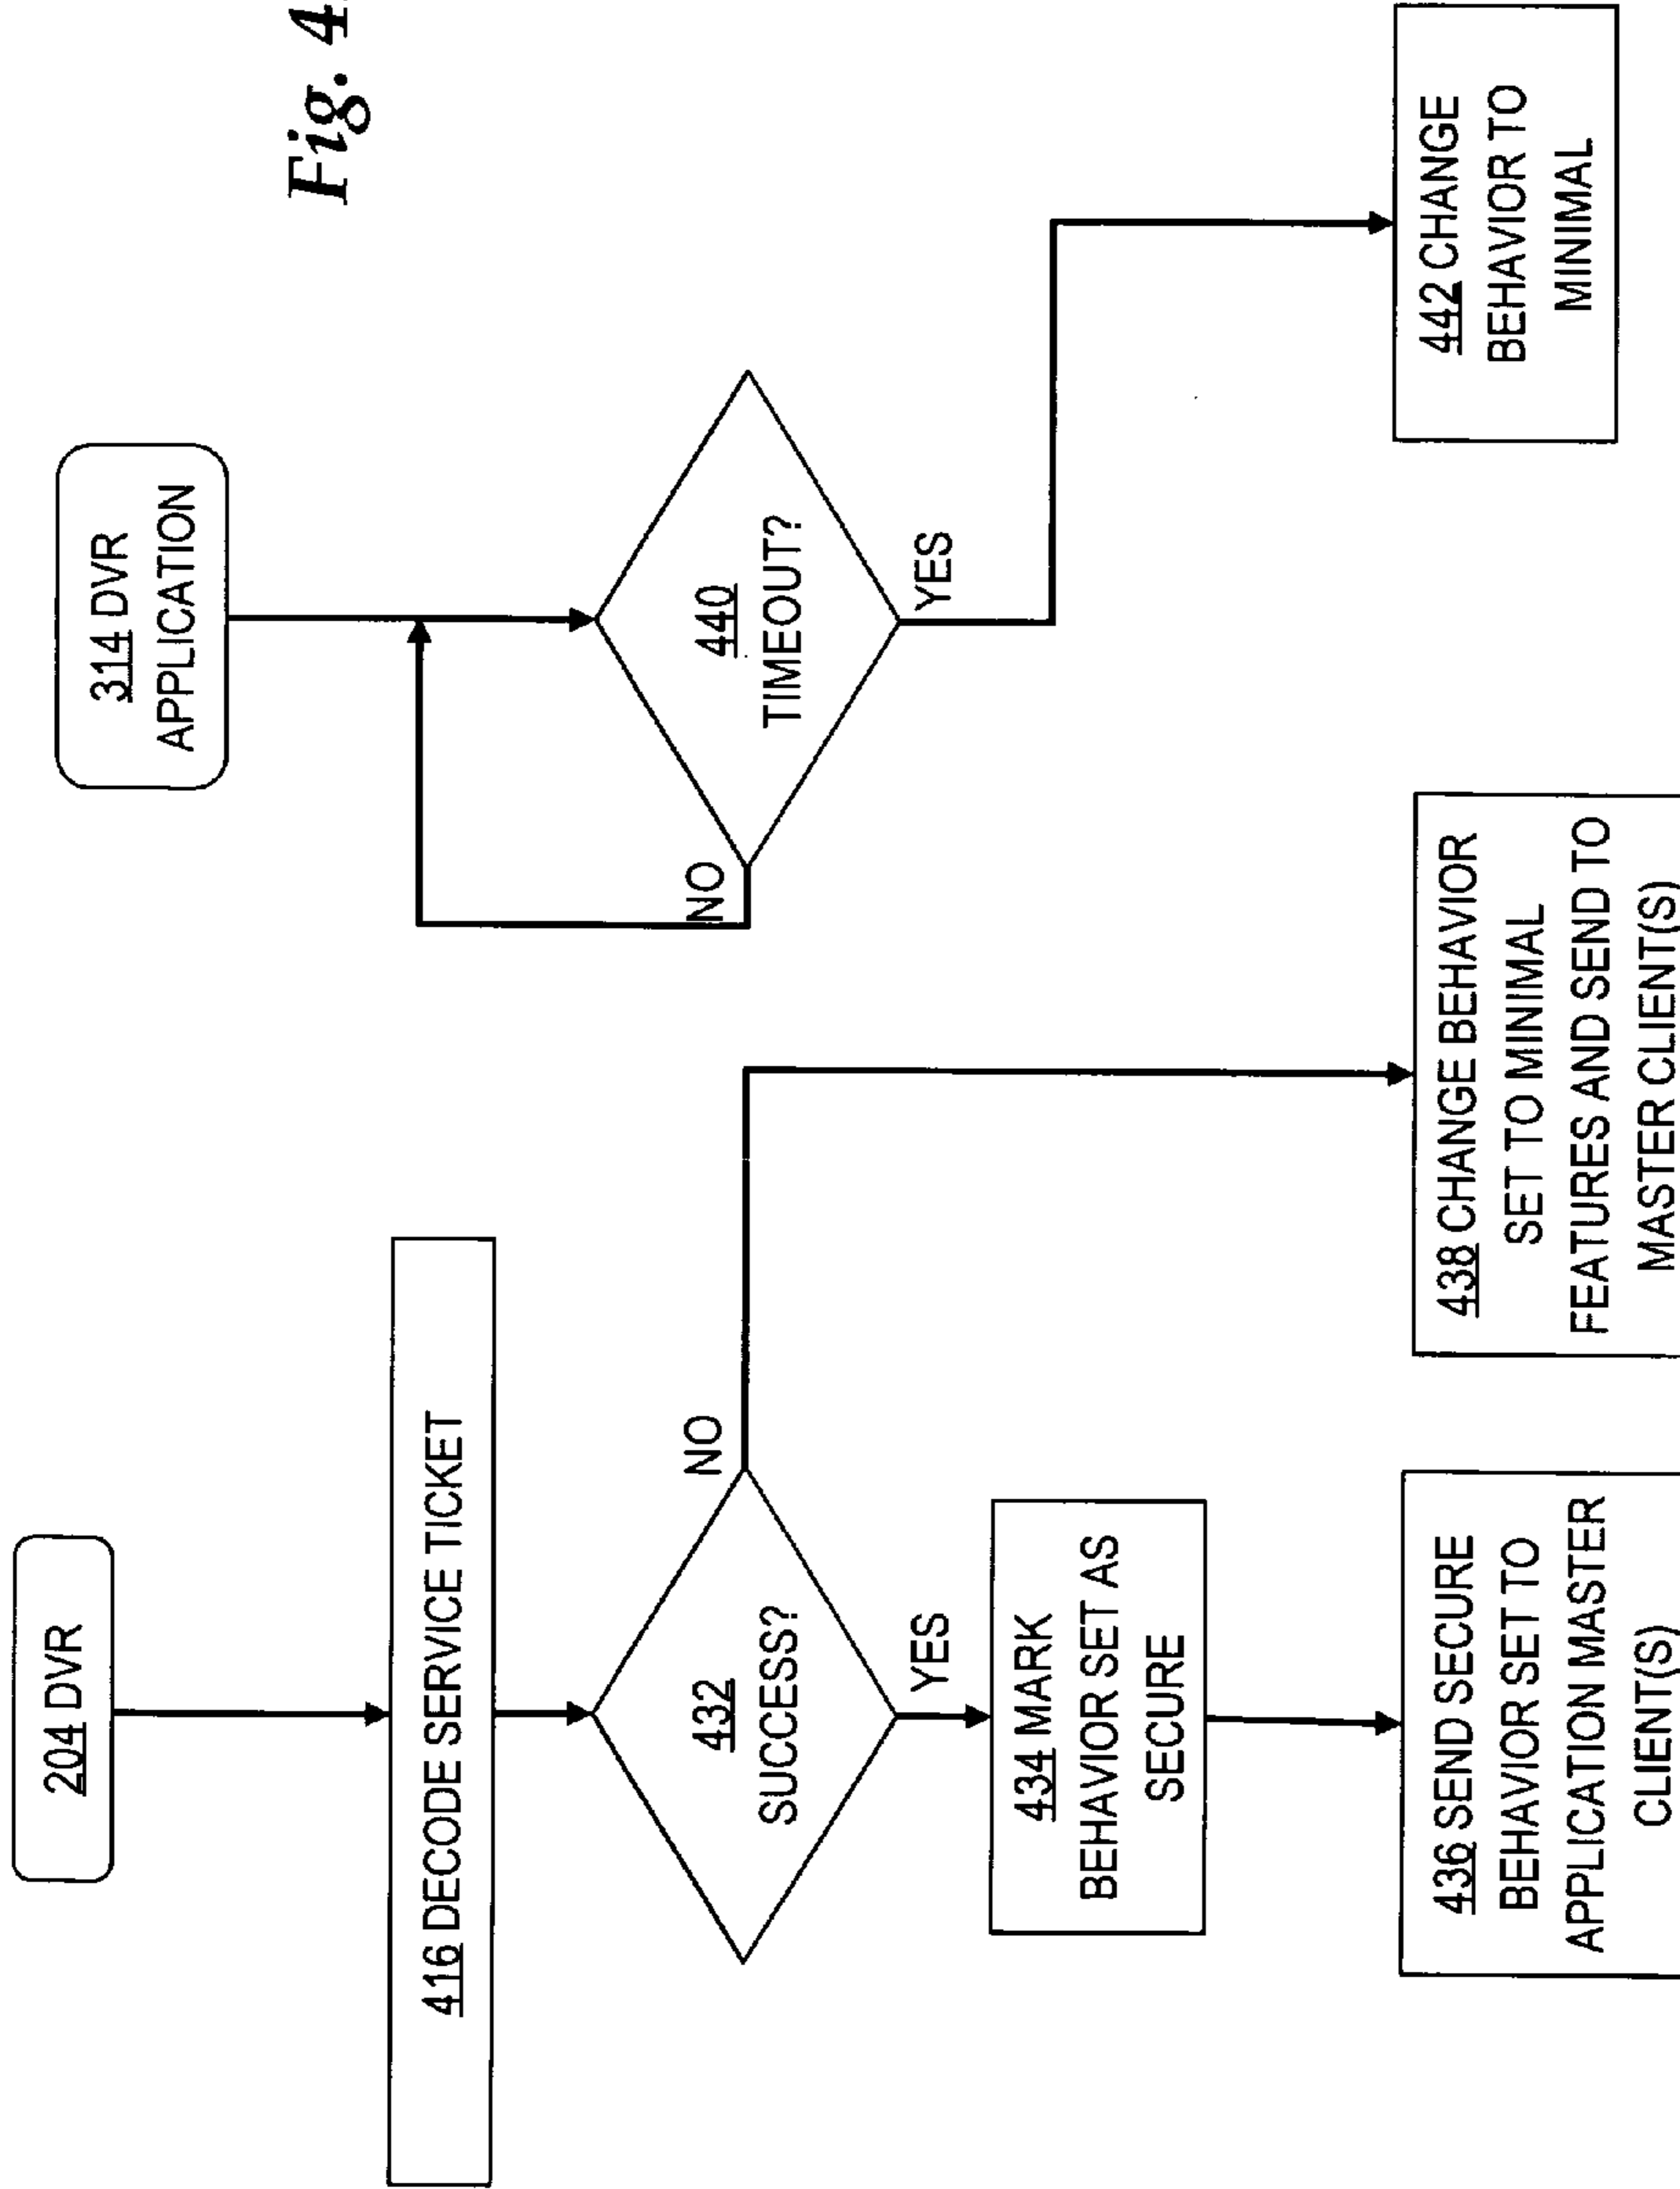 204 DVR
416 DECODE SERVICE TICKET
432
SUCCESS?
NO
YES
434 MARK
BEHAVIOR SET AS
SECURE
436 SEND SECURE
BEHAVIOR SET TO
APPLICATION MASTER
CLIENT(S)
438 CHANGE BEHAVIOR
SET TO MINIMAL
FEATURES AND SEND TO
MASTER CLIENT(S)
314 DVR
APPLICATION
440
TIMEOUT?
NO
YES
442 CHANGE
BEHAVIOR TO
MINIMAL
Fig. 4